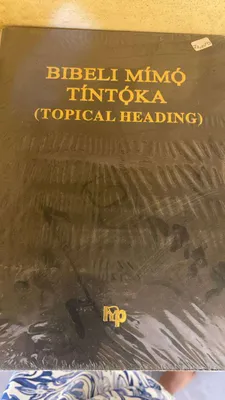 BIBELI MÍMỌ́
TÍNTỌ́KA
(TOPICAL HEADING)